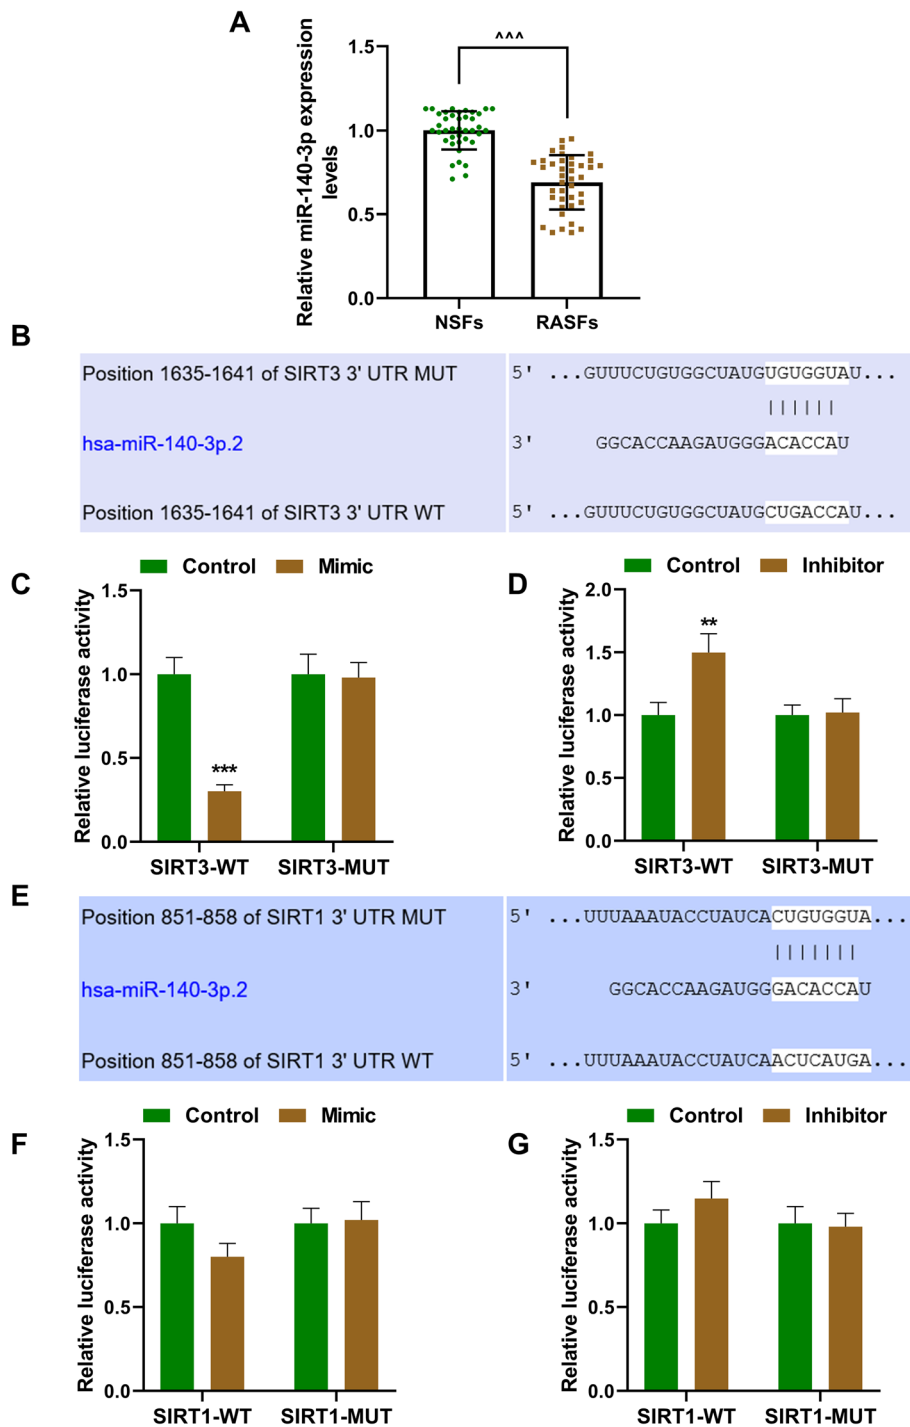 A
Relative miR-140-3p expression
levels
^^^
1.5
1.0
0.5
0.0
NSFs
RASFs
B
Position 1635-1641 of SIRT3 3' UTR MUT 5' ...GUUUCUGUGGCUAUGUGUGGUAU...
hsa-miR-140-3p.2 3' GGCACCAAGAUGGGACACCAU
Position 1635-1641 of SIRT3 3' UTR WT ...GUUUCUGUGGCUAUGCUGACCAU...
C
Control Mimic
Relative luciferase activity
1.5
1.0
0.5
0.0
***
SIRT3-WT SIRT3-MUT
D
Control Inhibitor
Relative luciferase activity
2.0
1.5
1.0
0.5
0.0
**
SIRT3-WT SIRT3-MUT
E
Position 851-858 of SIRT1 3' UTR MUT 5' ...UUUAAAUACCUAUCACUGUGGUA...
hsa-miR-140-3p.2 3' GGCACCAAGAUGGGACACCAU
Position 851-858 of SIRT1 3' UTR WT 5' ...UUUAAAUACCUAUCAACUCAUGA...
F
Control Mimic
Relative luciferase activity
1.5
1.0
0.5
0.0
SIRT1-WT SIRT1-MUT
G
Control Inhibitor
Relative luciferase activity
1.5
1.0
0.5
0.0
SIRT1-WT SIRT1-MUT